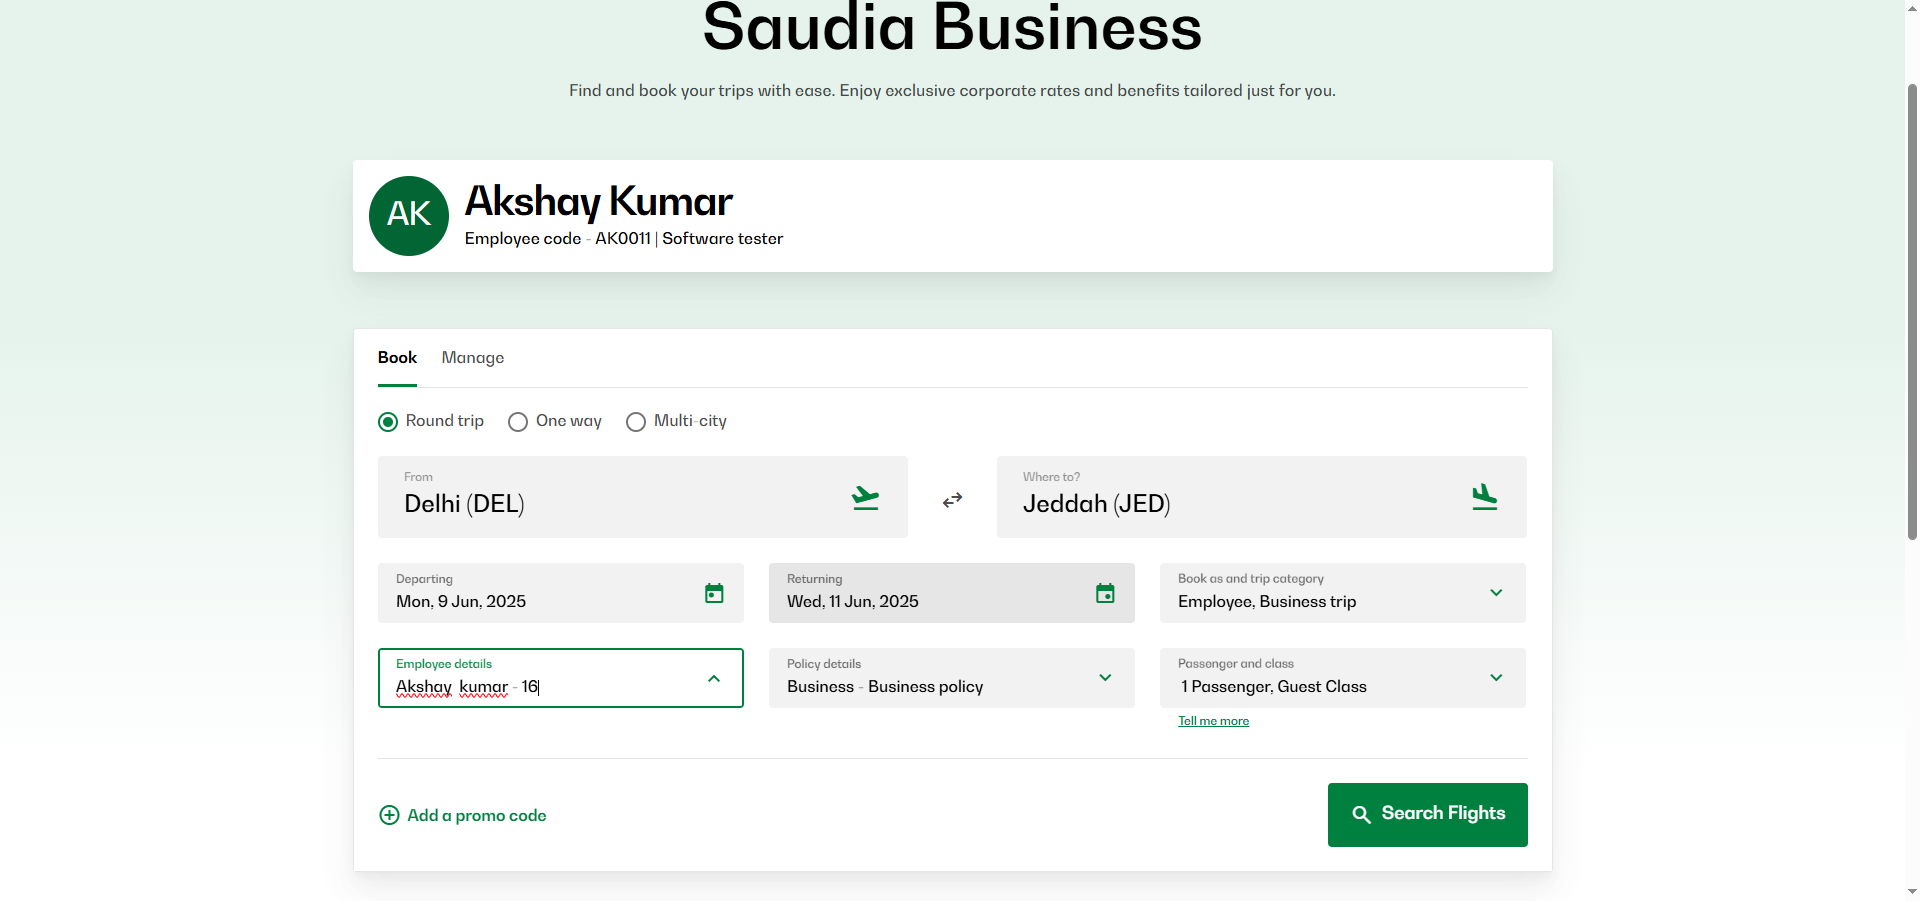 Saudia Business
Find and book your trips with ease. Enjoy exclusive corporate rates and benefits tailored just for you.
AK
Akshay Kumar
Employee code - AK0011 | Software tester
Book Manage
Round trip One way Multi-city
From
Delhi (DEL)
Where to?
Jeddah (JED)
Departing
Mon, 9 Jun, 2025
Returning
Wed, 11 Jun, 2025
Book as and trip category
Employee, Business trip
Employee details
Akshay  kumar - 16
Policy details
Business - Business policy
Passenger and class
1 Passenger, Guest Class
Tell me more
Add a promo code
Search Flights